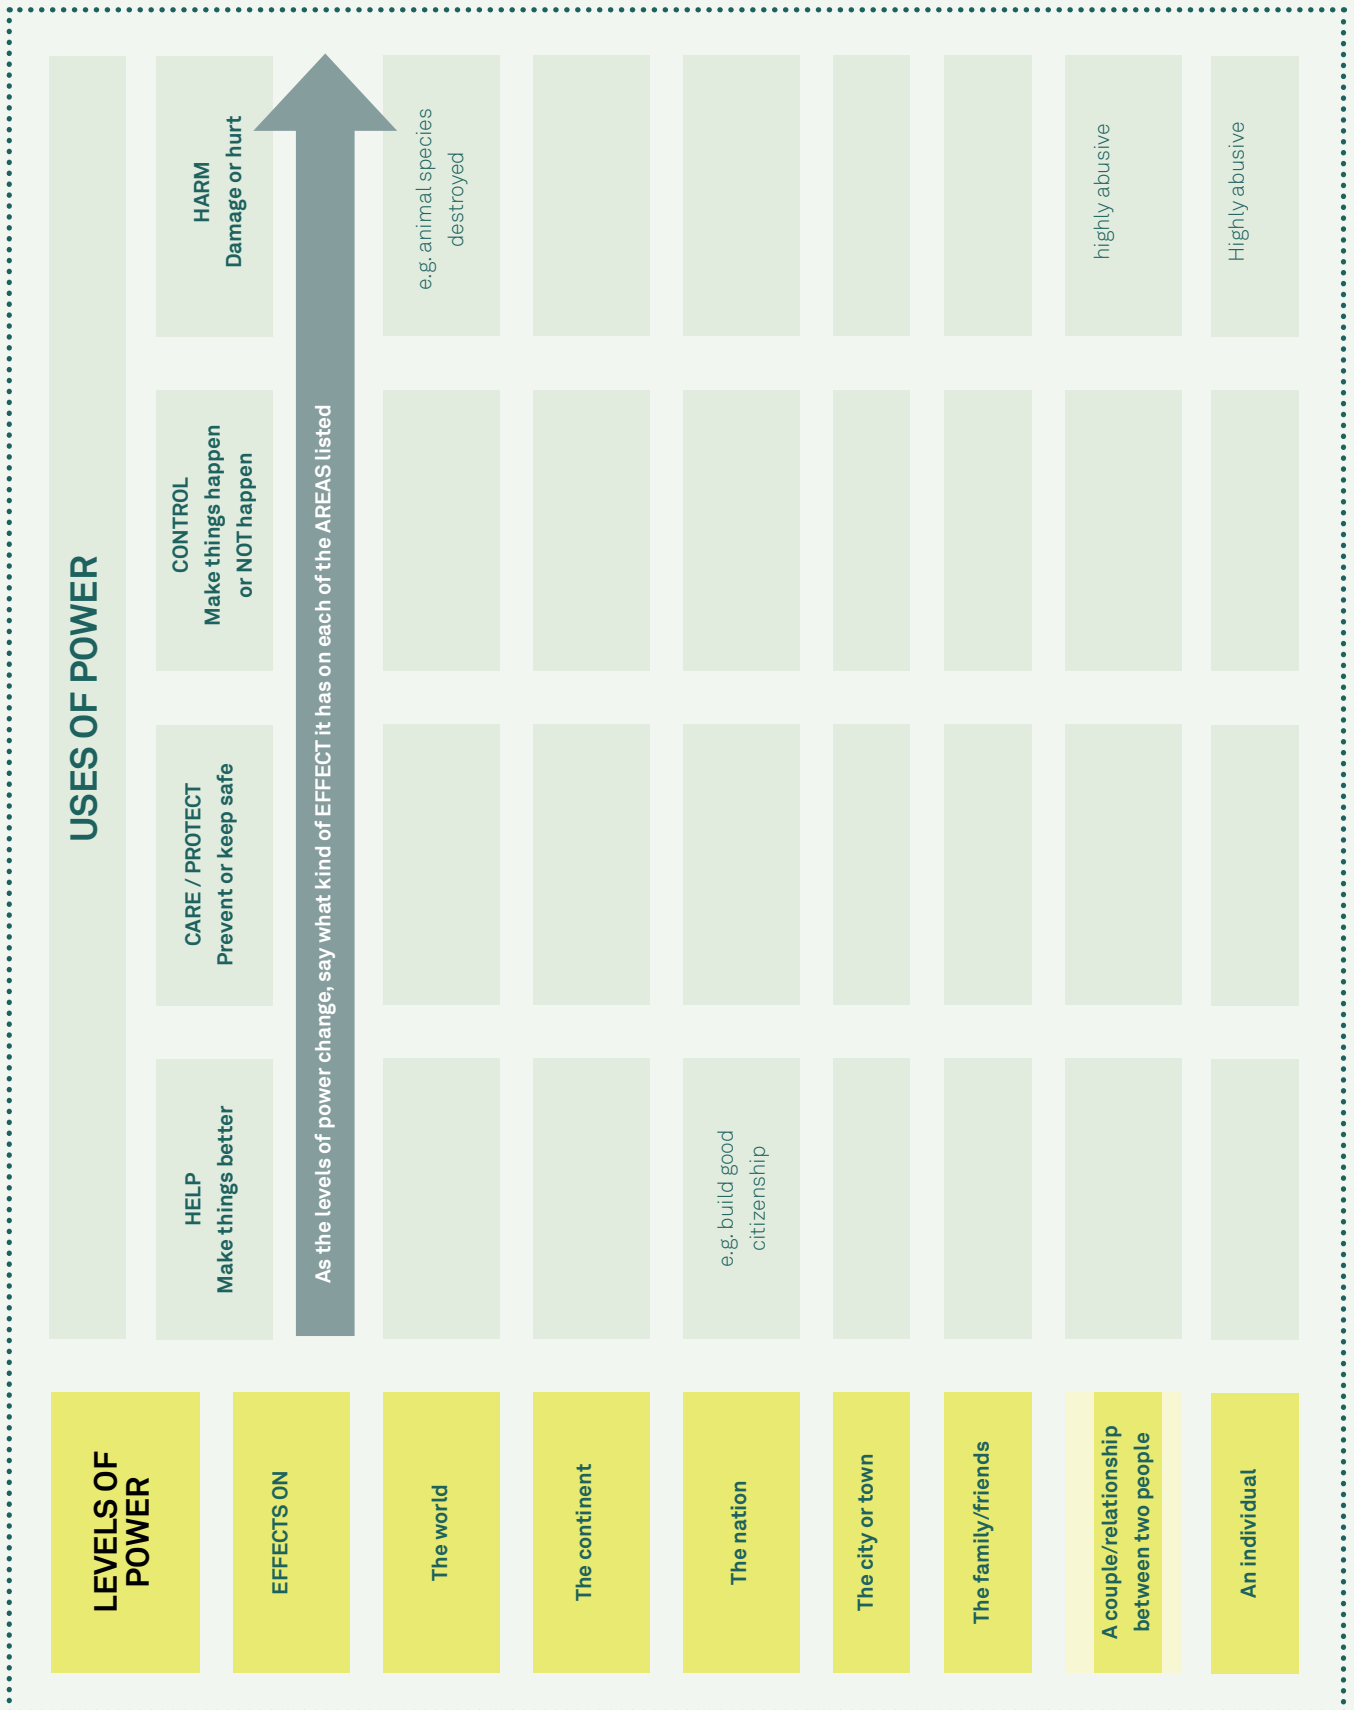 LEVELS OF
POWER
USES OF POWER
EFFECTS ON
HELP
Make things better
CARE / PROTECT
Prevent or keep safe
CONTROL
Make things happen
or NOT happen
HARM
Damage or hurt
As the levels of power change, say what kind of EFFECT it has on each of the AREAS listed
The world
e.g. animal species
destroyed
The continent
The nation
e.g. build good
citizenship
The city or town
The family/friends
A couple/relationship
between two people
highly abusive
An individual
Highly abusive